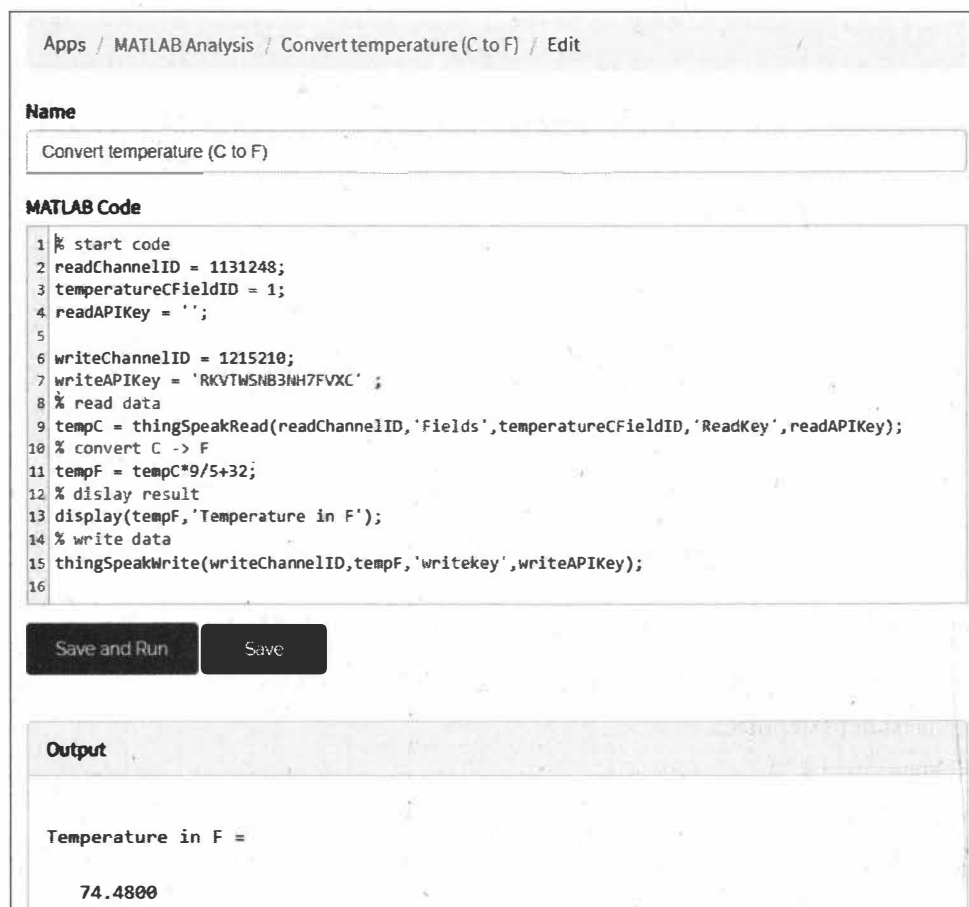 Apps / MATLAB Analysis / Convert temperature (C to F) / Edit
Name
Convert temperature (C to F)
MATLAB Code
1 % start code
2 readChannelID = 1131248;
3 temperatureCFieldID = 1;
4 readAPIKey = '';
5
6 writeChannelID = 1215210;
7 writeAPIKey = 'RKVTWSNB3NH7FVXC' ;
8 % read data
9 tempC = thingSpeakRead(readChannelID,'Fields',temperatureCFieldID,'ReadKey',readAPIKey);
10 % convert C -> F
11 tempF = tempC*9/5+32;
12 % dislay result
13 display(tempF,'Temperature in F');
14 % write data
15 thingSpeakWrite(writeChannelID,tempF,'writekey',writeAPIKey);
16
Save and Run Save
Output
Temperature in F =
74.4800